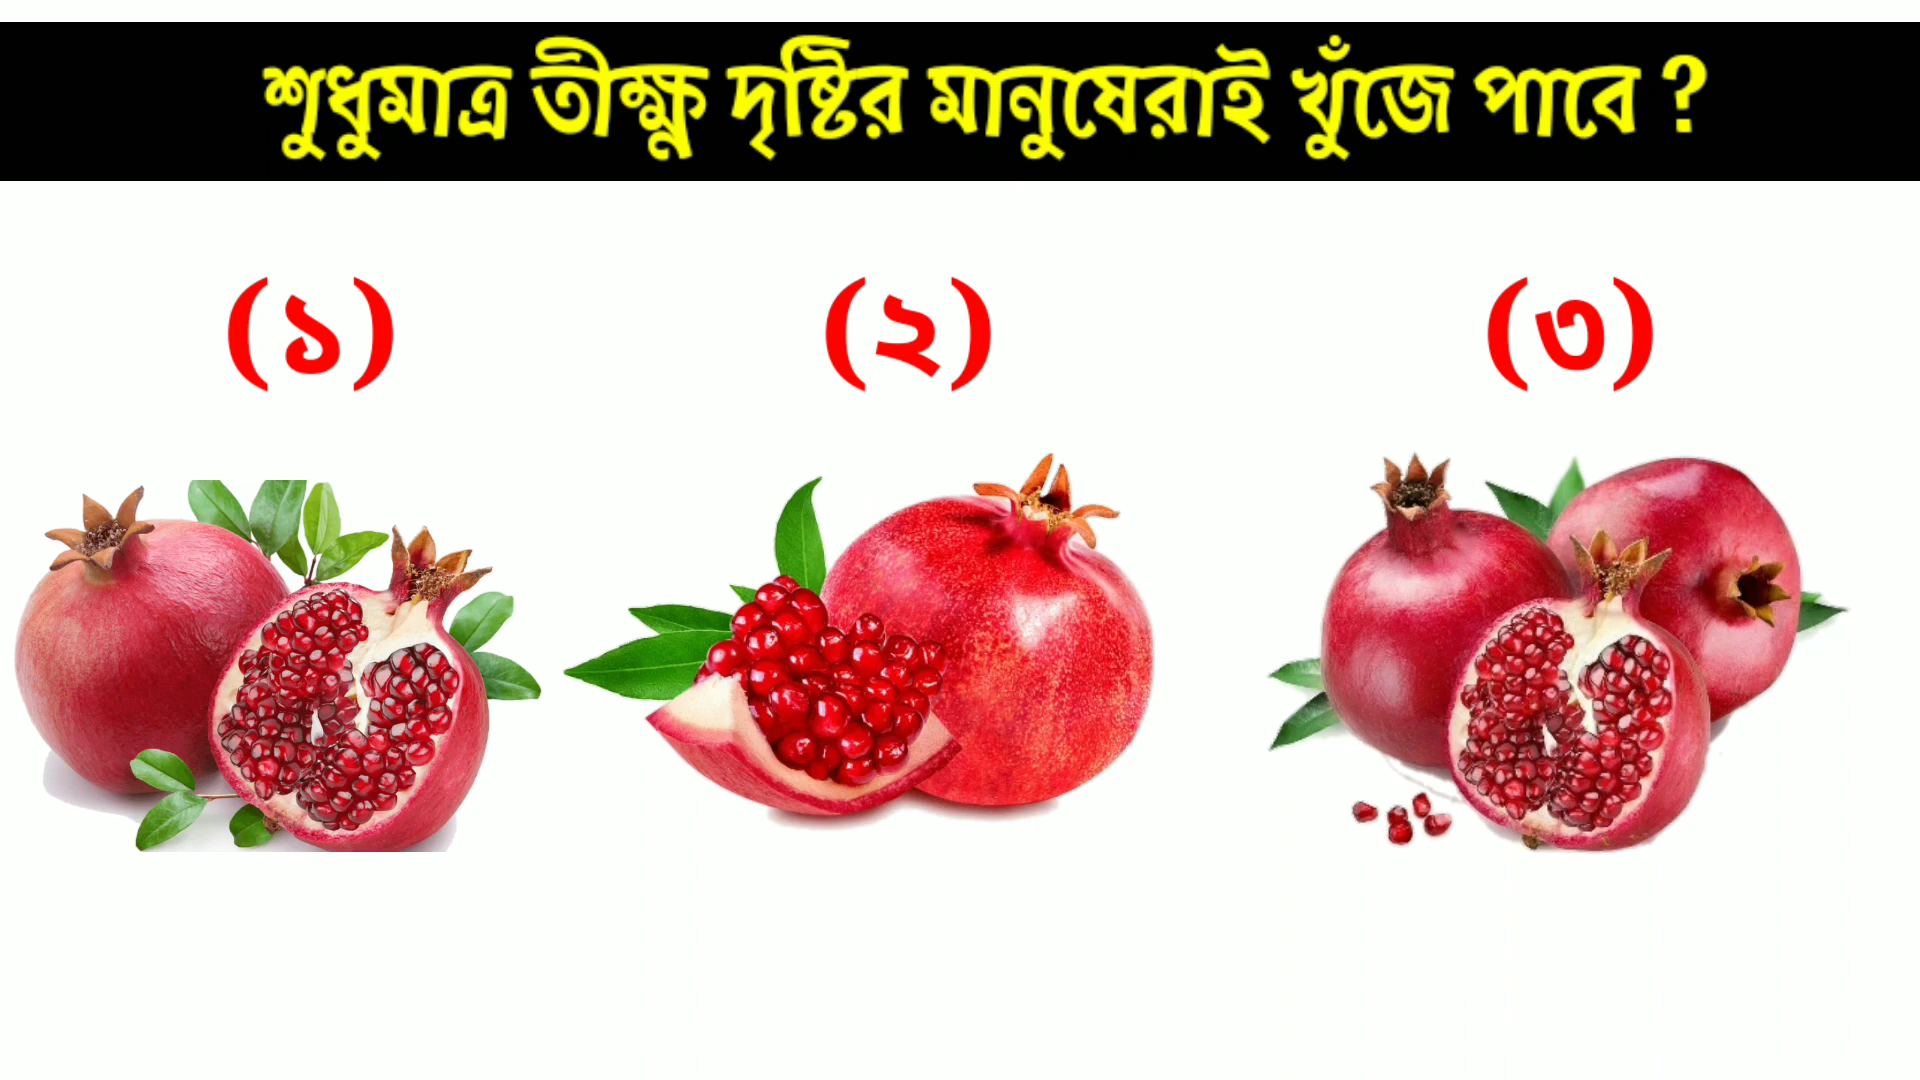 শুধুমাত্র তীক্ষ্ণ দৃষ্টির মানুষেরাই খুঁজে পাবে ?
(১) (২) (৩)